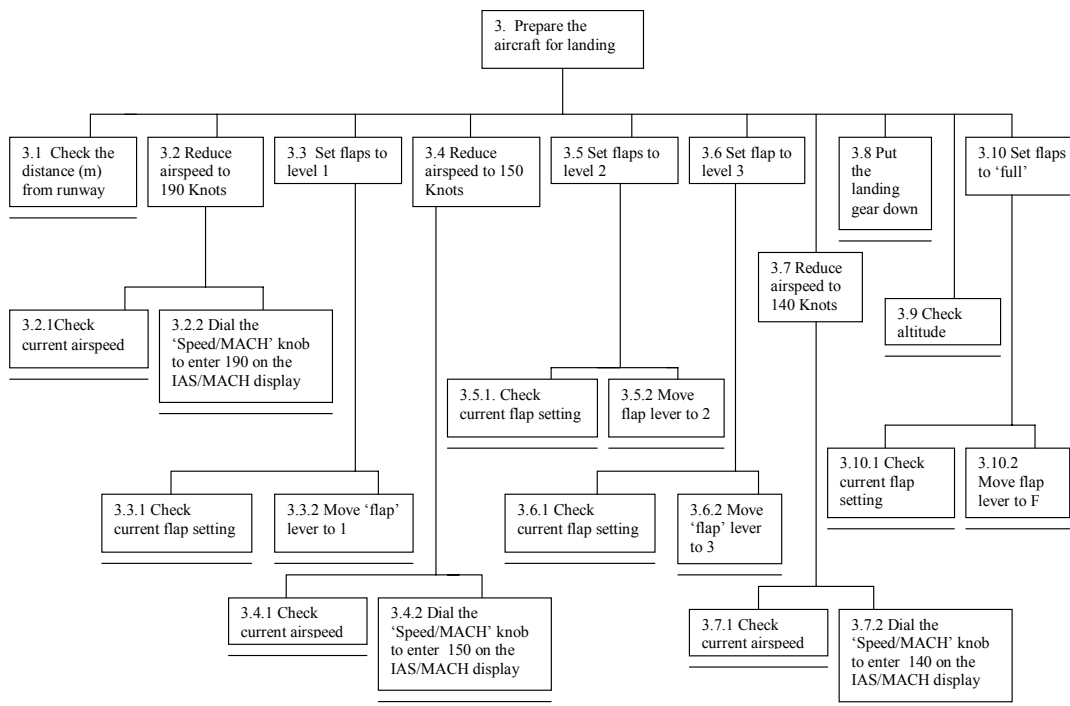 3. Prepare the
aircraft for landing
3.1 Check the
distance (m)
from runway
3.2 Reduce
airspeed to
190 Knots
3.3 Set flaps to
level 1
3.4 Reduce
airspeed to 150
Knots
3.5 Set flaps to
level 2
3.6 Set flap to
level 3
3.7 Reduce
airspeed to
140 Knots
3.8 Put
the
landing
gear down
3.9 Check
altitude
3.10 Set flaps
to ‘full’
3.2.1Check
current airspeed
3.2.2 Dial the
‘Speed/MACH’ knob
to enter 190 on the
IAS/MACH display
3.3.1 Check
current flap setting
3.3.2 Move ‘flap’
lever to 1
3.4.1 Check
current airspeed
3.4.2 Dial the
‘Speed/MACH’ knob
to enter 150 on the
IAS/MACH display
3.5.1. Check
current flap setting
3.5.2 Move
flap lever to 2
3.6.1 Check
current flap setting
3.6.2 Move
‘flap’ lever
to 3
3.7.1 Check
current airspeed
3.7.2 Dial the
‘Speed/MACH’ knob
to enter 140 on the
IAS/MACH display
3.10.1 Check
current flap
setting
3.10.2
Move flap
lever to F